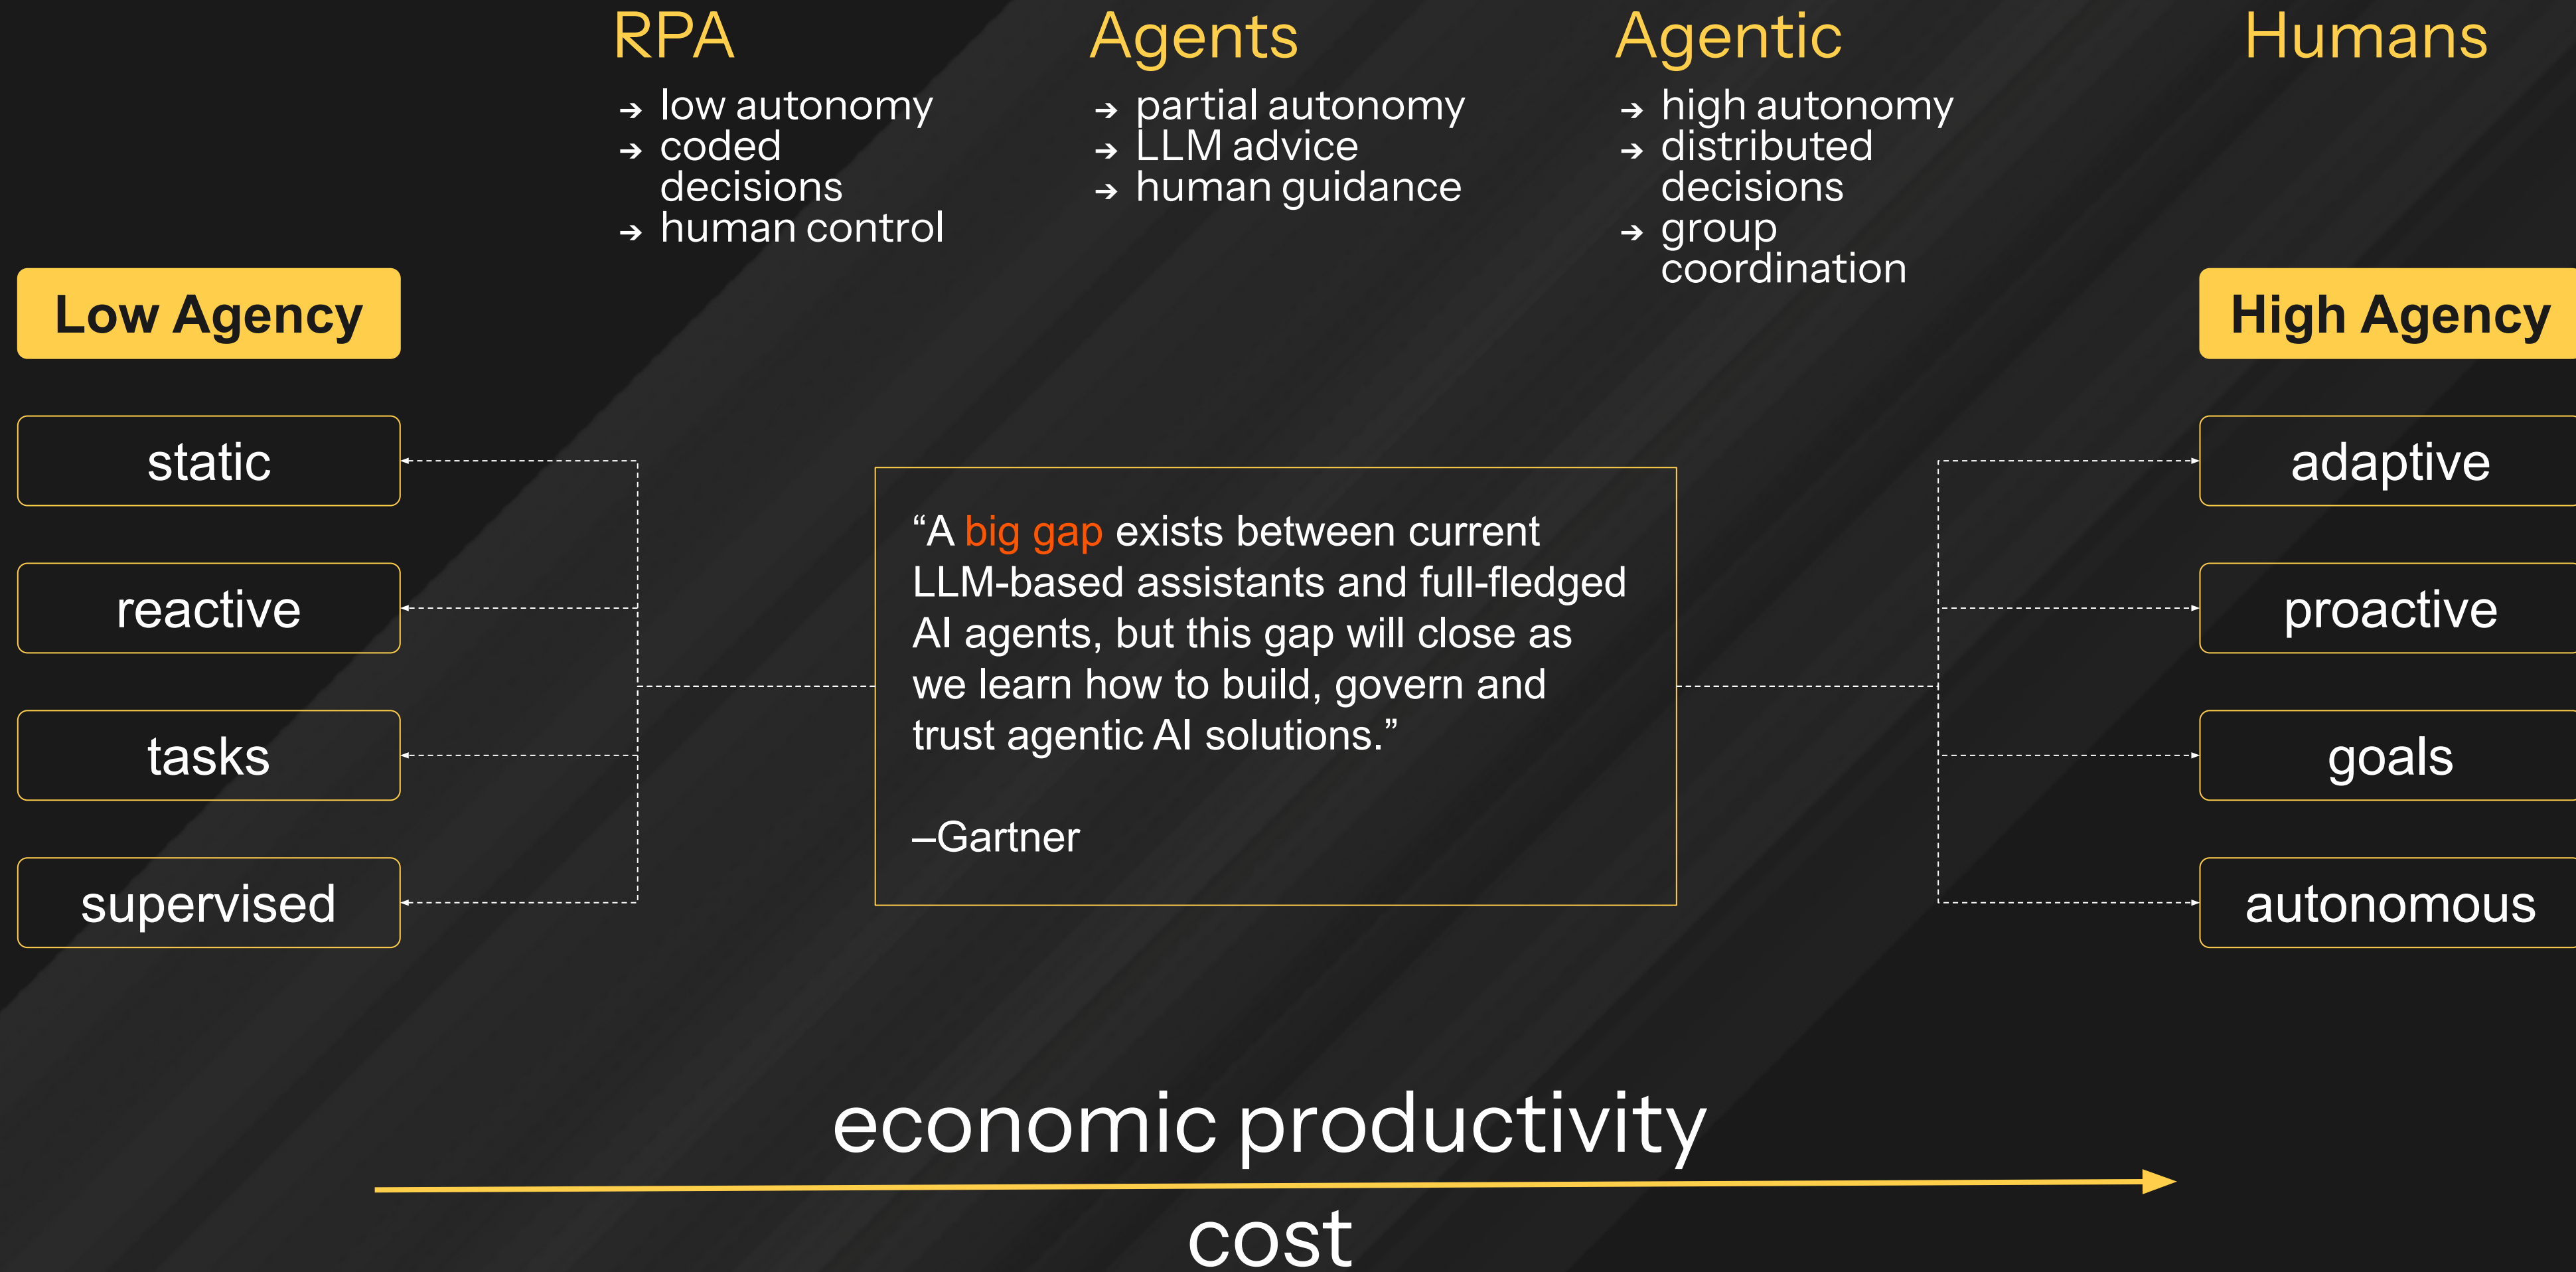 RPA
➔ low autonomy
➔ coded
decisions
➔ human control
Agents
➔ partial autonomy
➔ LLM advice
➔ human guidance
Agentic
➔ high autonomy
➔ distributed
decisions
➔ group
coordination
Humans
Low Agency
static
reactive
tasks
supervised
“A big gap exists between current
LLM-based assistants and full-fledged
AI agents, but this gap will close as
we learn how to build, govern and
trust agentic AI solutions.”
–Gartner
High Agency
adaptive
proactive
goals
autonomous
economic productivity
cost